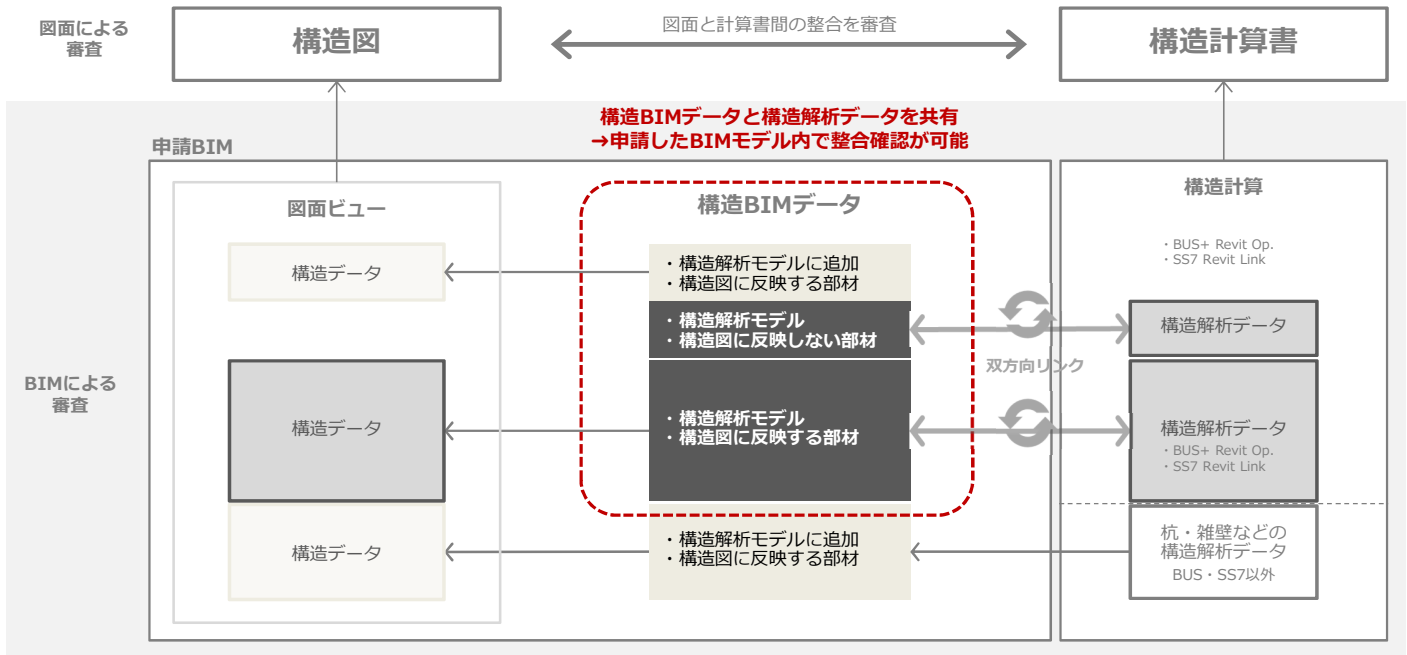 図面による
審査
構造図
図面と計算書間の整合を審査
構造計算書
構造BIMデータと構造解析データを共有
→申請したBIMモデル内で整合確認が可能
申請BIM
BIMによる
審査
図面ビュー
構造データ
構造データ
構造データ
構造BIMデータ
・構造解析モデルに追加
・構造図に反映する部材
・構造解析モデル
・構造図に反映しない部材
・構造解析モデル
・構造図に反映する部材
・構造解析モデルに追加
・構造図に反映する部材
双方向リンク
構造計算
・BUS+ Revit Op.
・SS7 Revit Link
構造解析データ
構造解析データ
・BUS+ Revit Op.
・SS7 Revit Link
杭・雑壁などの
構造解析データ
BUS・SS7以外